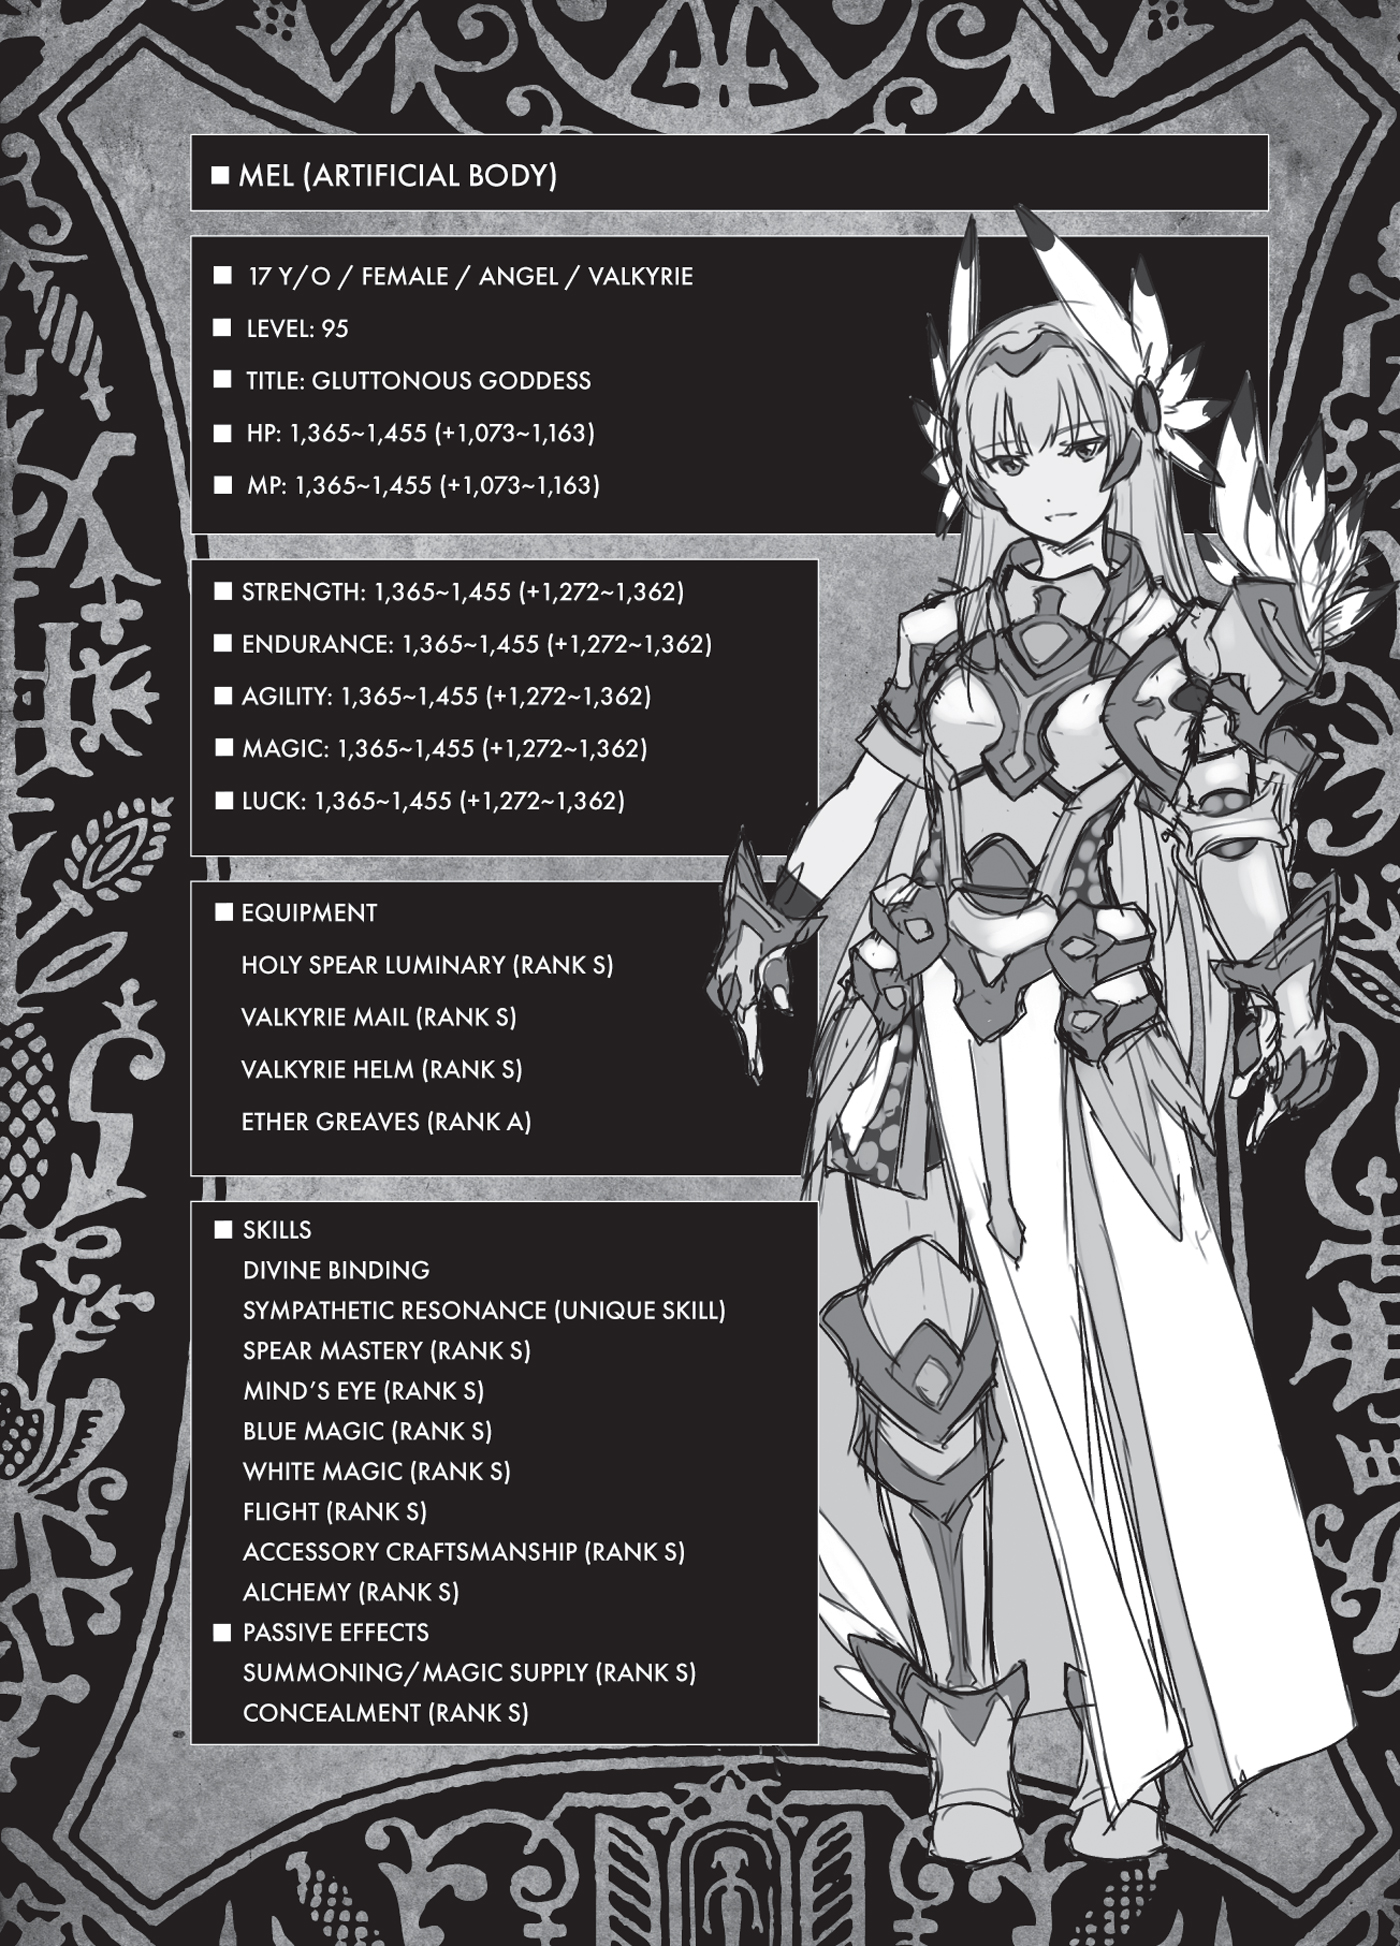 MEL (ARTIFICIAL BODY)
17 Y/O / FEMALE / ANGEL / VALKYRIE
LEVEL: 95
TITLE: GLUTTONOUS GODDESS
HP: 1,365~1,455 (+1,073~1,163)
MP: 1,365~1,455 (+1,073~1,163)
STRENGTH: 1,365~1,455 (+1,272~1,362)
ENDURANCE: 1,365~1,455 (+1,272~1,362)
AGILITY: 1,365~1,455 (+1,272~1,362)
MAGIC: 1,365~1,455 (+1,272~1,362)
LUCK: 1,365~1,455 (+1,272~1,362)
EQUIPMENT
HOLY SPEAR LUMINARY (RANK S)
VALKYRIE MAIL (RANK S)
VALKYRIE HELM (RANK S)
ETHER GREAVES (RANK A)
SKILLS
DIVINE BINDING
SYMPATHETIC RESONANCE (UNIQUE SKILL)
SPEAR MASTERY (RANK S)
MIND'S EYE (RANK S)
BLUE MAGIC (RANK S)
WHITE MAGIC (RANK S)
FLIGHT (RANK S)
ACCESSORY CRAFTSMANSHIP (RANK S)
ALCHEMY (RANK S)
PASSIVE EFFECTS
SUMMONING/MAGIC SUPPLY (RANK S)
CONCEALMENT (RANK S)